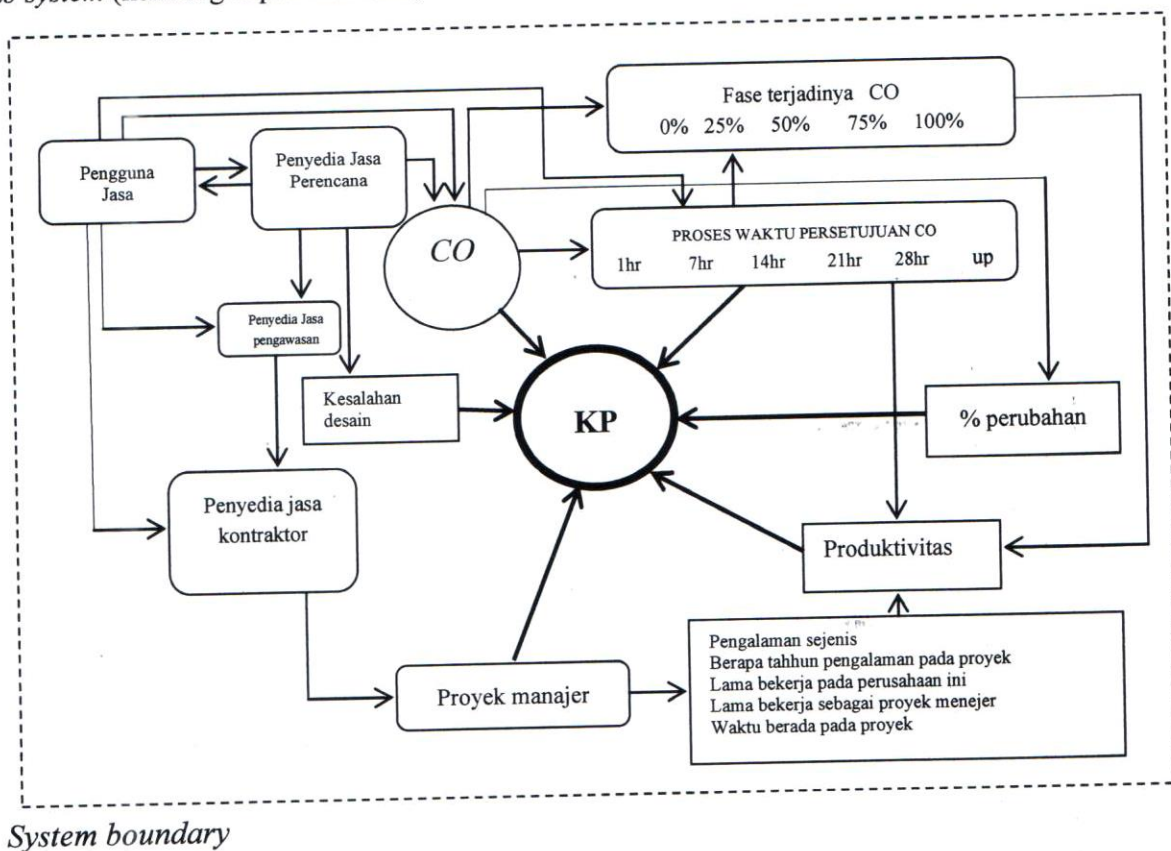 Fase terjadinya CO
0% 25% 50% 75% 100%
Pengguna
Jasa
Penyedia Jasa
Perencana
CO
PROSES WAKTU PERSETUJUAN CO
1hr 7hr 14hr 21hr 28hr up
Penyedia Jasa
pengawasan
Kesalahan
desain
KP
% perubahan
Penyedia jasa
kontraktor
Produktivitas
Proyek manajer
Pengalaman sejenis
Berapa tahhun pengalaman pada proyek
Lama bekerja pada perusahaan ini
Lama bekerja sebagai proyek menejer
Waktu berada pada proyek
System boundary